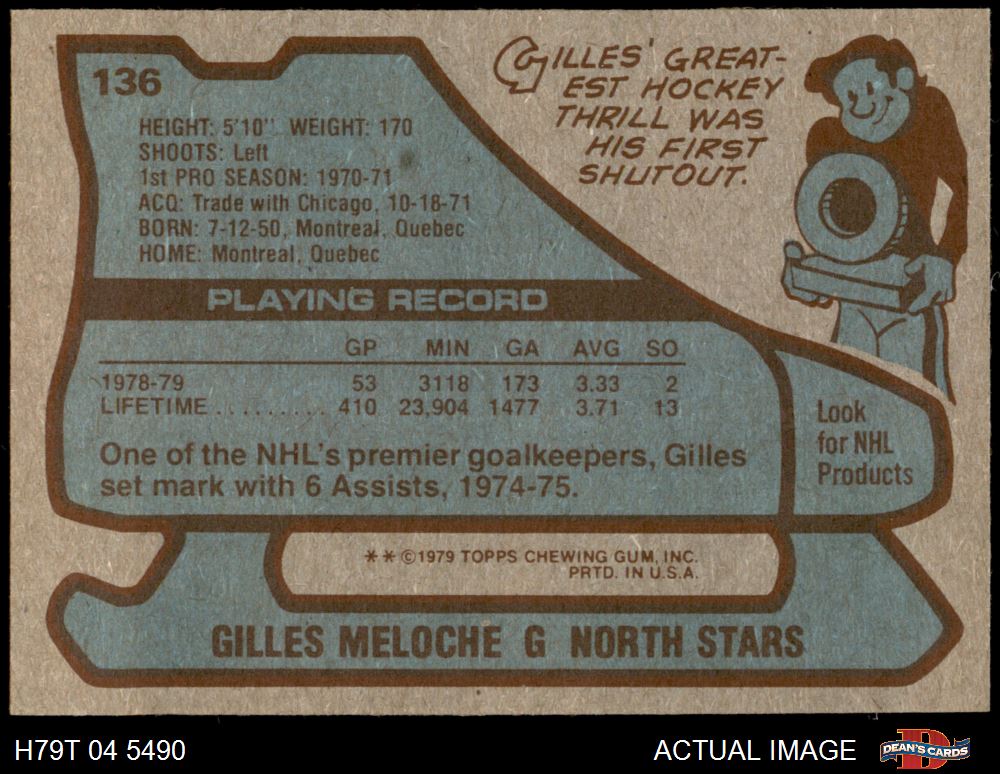 136
HEIGHT: 5'10" WEIGHT: 170
SHOOTS: Left
1st PRO SEASON: 1970-71
ACQ: Trade with Chicago, 10-18-71
BORN: 7-12-50, Montreal, Quebec
HOME: Montreal, Quebec
GILLES' GREAT-
EST HOCKEY
THRILL WAS
HIS FIRST
SHUTOUT.
PLAYING RECORD
GP MIN GA AVG SO
1978-79 53 3118 173 3.33 2
LIFETIME . . . . . . . . . 410 23,904 1477 3.71 13
One of the NHL's premier goalkeepers, Gilles
set mark with 6 Assists, 1974-75.
Look
for NHL
Products
**©1979 TOPPS CHEWING GUM, INC.
PRTD. IN U.S.A.
GILLES MELOCHE G NORTH STARS
H79T 04 5490 ACTUAL IMAGE DEAN'S CARDS